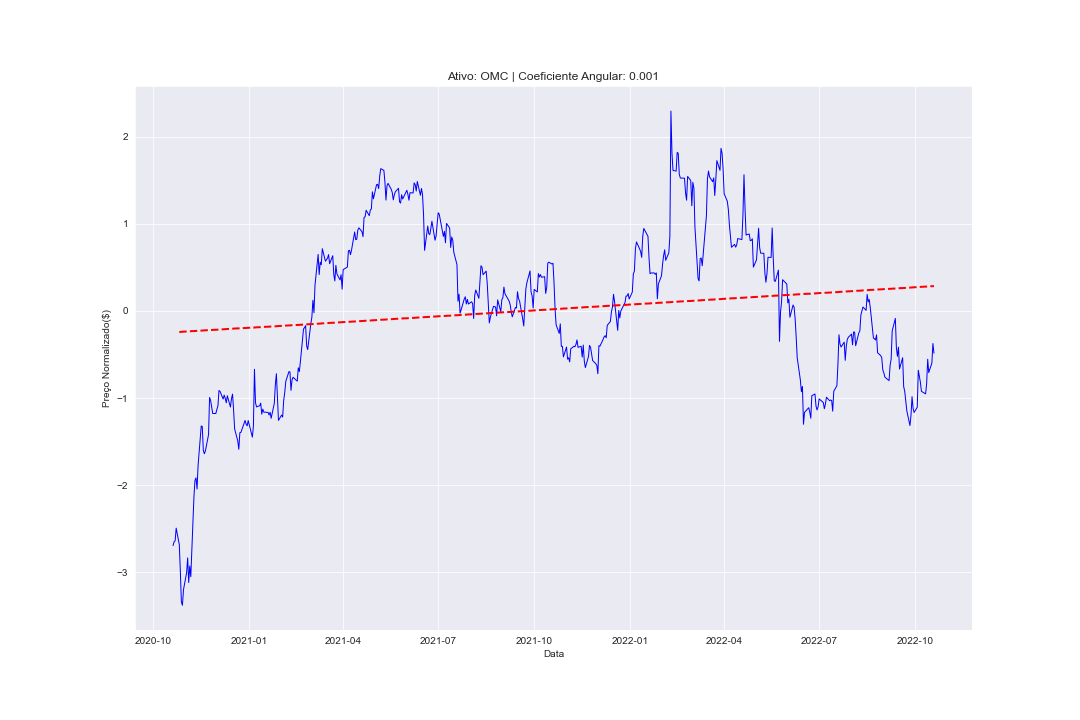 Ativo: OMC | Coeficiente Angular: 0.001
Preço Normalizado($)
2
1
0
−1
−2
−3
2020-10 2021-01 2021-04 2021-07 2021-10 2022-01 2022-04 2022-07 2022-10
Data